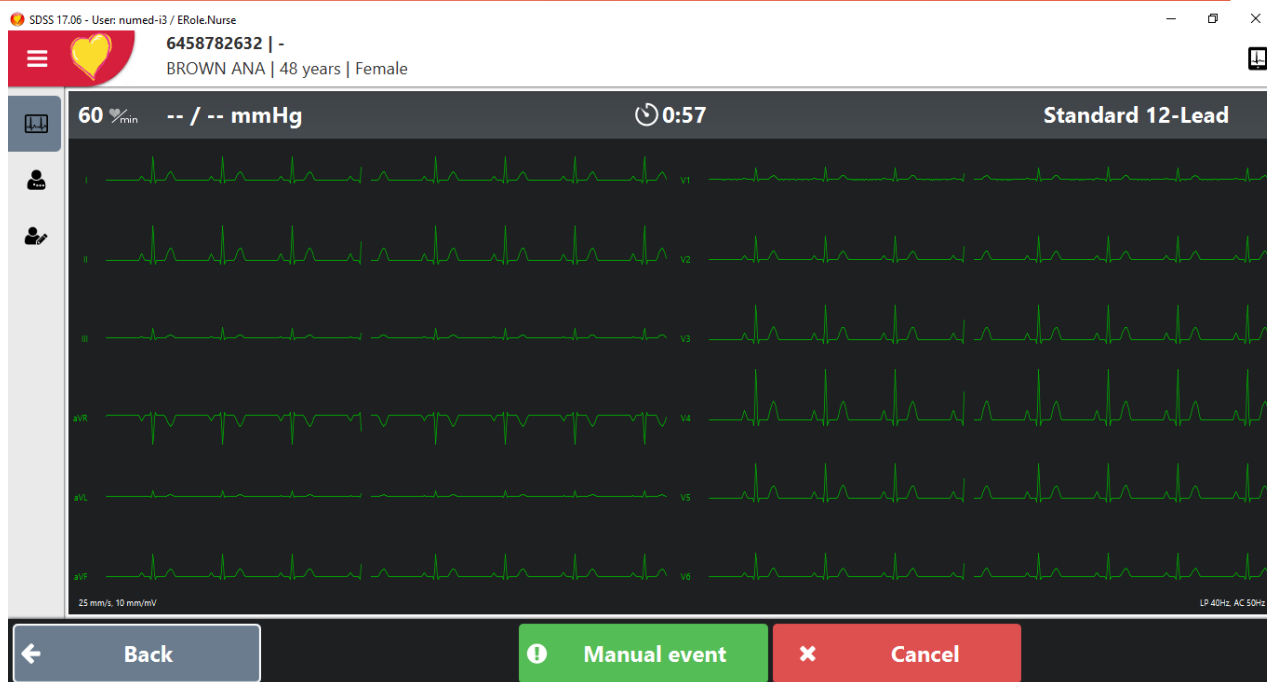 SDSS 17.06 - User: numed-i3 / ERole.Nurse
6458782632 | -
BROWN ANA | 48 years | Female
60 /min -- / -- mmHg 0:57 Standard 12-Lead
I V1
II V2
III V3
aVR V4
aVL V5
aVF V6
25 mm/s, 10 mm/mV LP 40Hz, AC 50Hz
Back Manual event Cancel